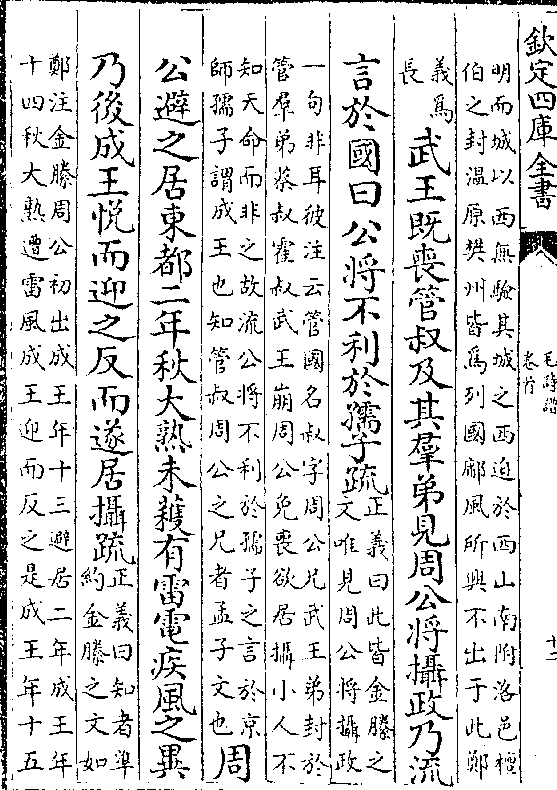 欽定四庫全書
毛詩譜
卷首
十二
明而城以西無驗其城之西迫於西山南附洛邑檀
伯之封溫原樊州皆為列國鄘風所興不出于此鄭
義為
長
武王既喪管叔及其羣弟見周公將攝政乃流
言於國曰公將不利於孺子疏
正義曰此皆金縢之
文唯見周公將攝政
一句非耳彼注云管國名叔字周公兄武王弟封於
管羣弟蔡叔霍叔武王崩周公免喪欲居攝小人不
知天命而非之故流公將不利於孺子之言於京
師孺子謂成王也知管叔周公之兄者孟子文也
周
公避之居東都二年秋大熟未穫有雷電疾風之異
乃後成王悅而迎之反而遂居攝疏
正義曰知者準
約金縢之文如
鄭注金縢周公初出成王年十三避居二年成王年
十四秋大熟遭雷風成王迎而反之是成王年十五